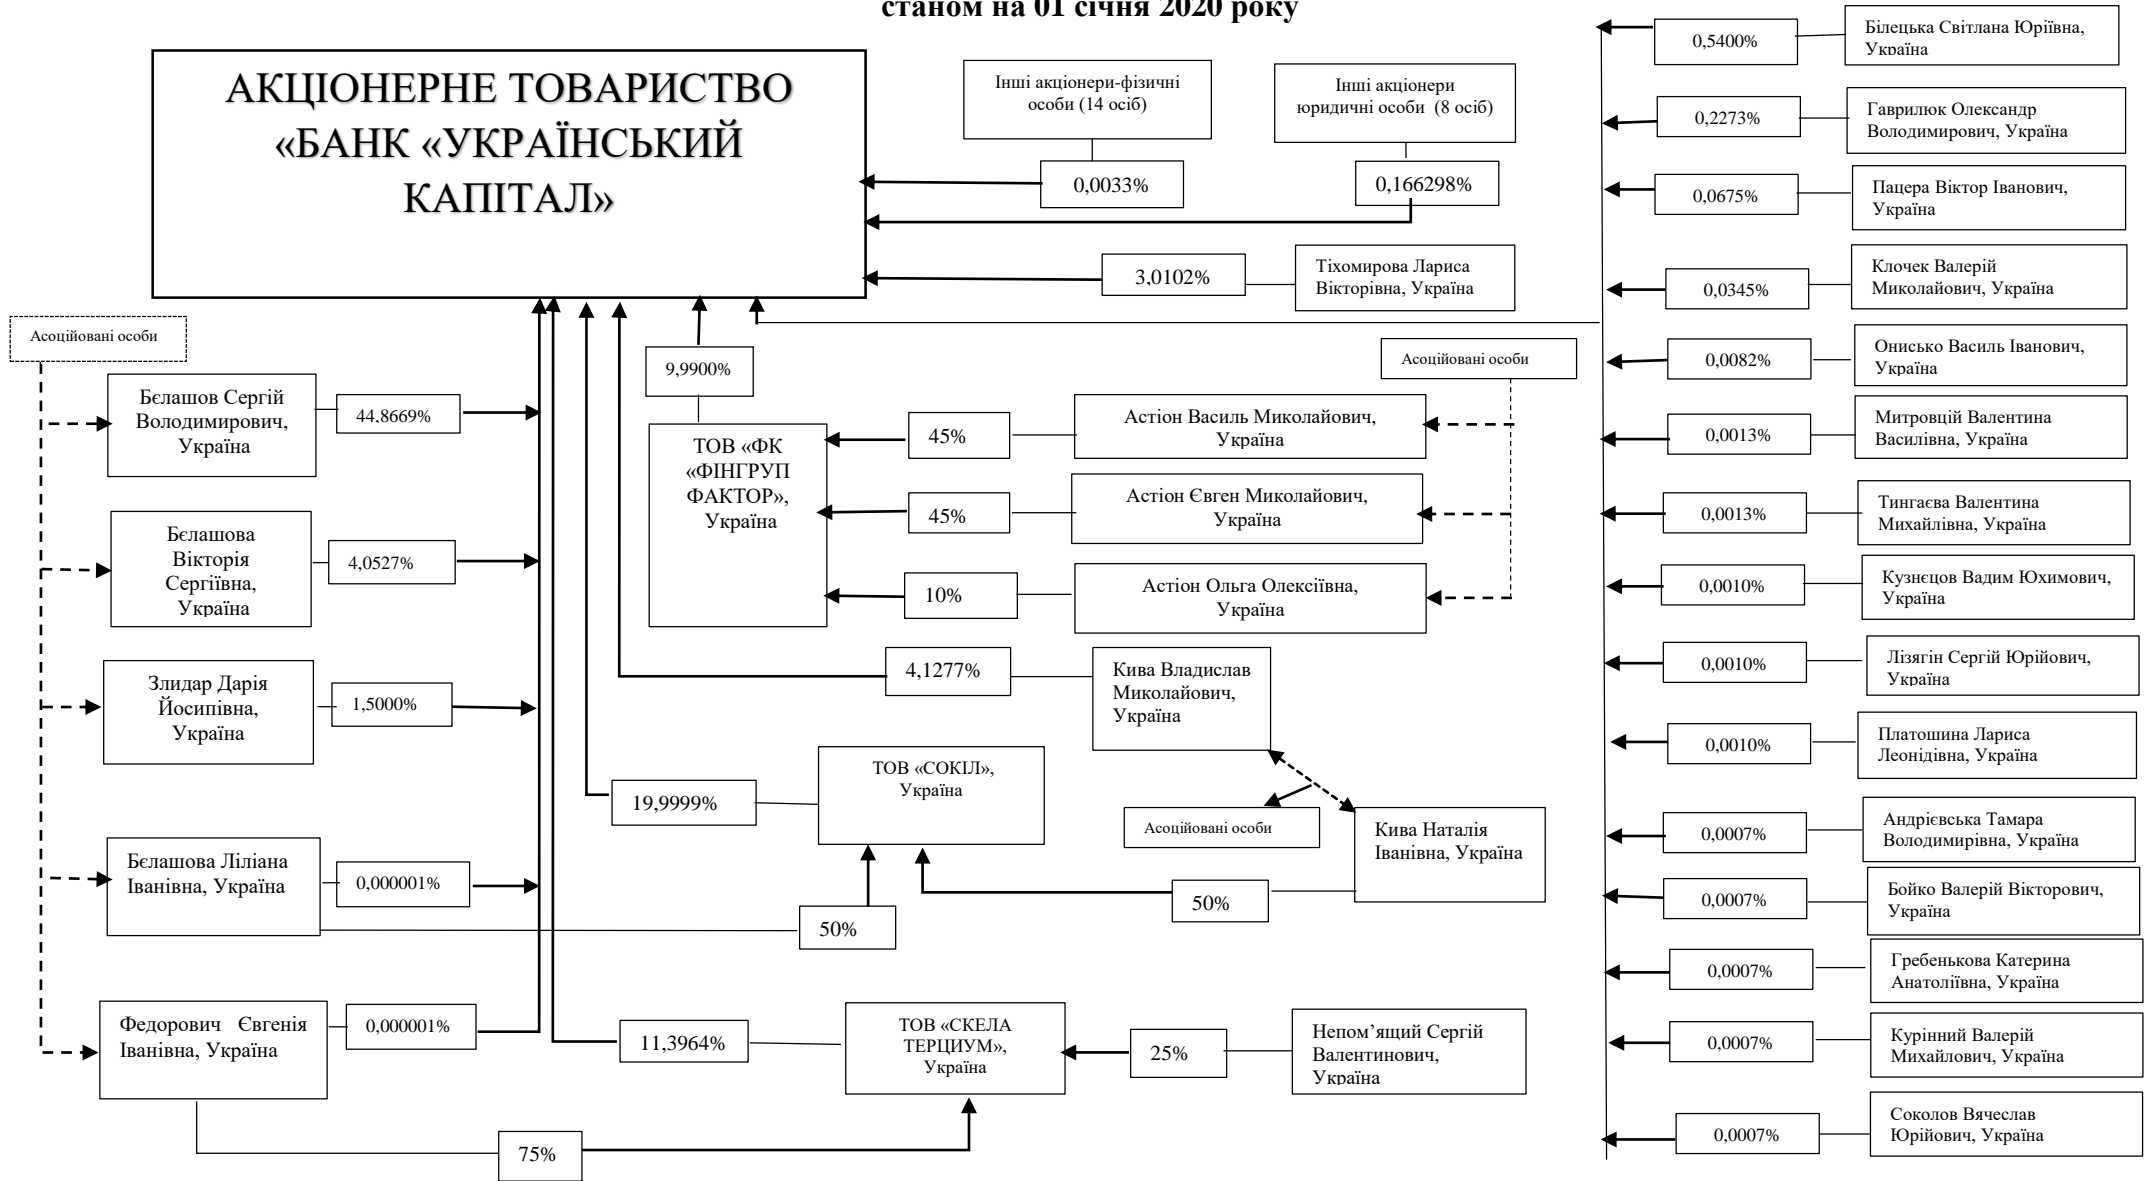 станом на 01 січня 2020 року
АКЦІОНЕРНЕ ТОВАРИСТВО
«БАНК «УКРАЇНСЬКИЙ
КАПІТАЛ»
Інші акціонери-фізичні
особи (14 осіб)
0,0033%
Інші акціонери
юридичні особи (8 осіб)
0,166298%
3,0102%
Тіхомирова Лариса
Вікторівна, Україна
Асоційовані особи
Бєлашов Сергій
Володимирович,
Україна
44,8669%
Бєлашова
Вікторія
Сергіївна,
Україна
4,0527%
Злидар Дарія
Йосипівна,
Україна
1,5000%
Бєлашова Ліліана
Іванівна, Україна
0,000001%
Федорович Євгенія
Іванівна, Україна
0,000001%
75%
9,9900%
ТОВ «ФК
«ФІНГРУП
ФАКТОР»,
Україна
Асоційовані особи
45%
Астіон Василь Миколайович,
Україна
45%
Астіон Євген Миколайович,
Україна
10%
Астіон Ольга Олексіївна,
Україна
4,1277%
Кива Владислав
Миколайович,
Україна
19,9999%
ТОВ «СОКІЛ»,
Україна
Асоційовані особи
Кива Наталія
Іванівна, Україна
50%
50%
11,3964%
ТОВ «СКЕЛА
ТЕРЦИУМ»,
Україна
25%
Непом’ящий Сергій
Валентинович,
Україна
0,5400%
Білецька Світлана Юріївна,
Україна
0,2273%
Гаврилюк Олександр
Володимирович, Україна
0,0675%
Пацера Віктор Іванович,
Україна
0,0345%
Клочек Валерій
Миколайович, Україна
0,0082%
Онисько Василь Іванович,
Україна
0,0013%
Митровцій Валентина
Василівна, Україна
0,0013%
Тингаєва Валентина
Михайлівна, Україна
0,0010%
Кузнєцов Вадим Юхимович,
Україна
0,0010%
Лізягін Сергій Юрійович,
Україна
0,0010%
Платошина Лариса
Леонідівна, Україна
0,0007%
Андрієвська Тамара
Володимирівна, Україна
0,0007%
Бойко Валерій Вікторович,
Україна
0,0007%
Гребенькова Катерина
Анатоліївна, Україна
0,0007%
Курінний Валерій
Михайлович, Україна
0,0007%
Соколов Вячеслав
Юрійович, Україна